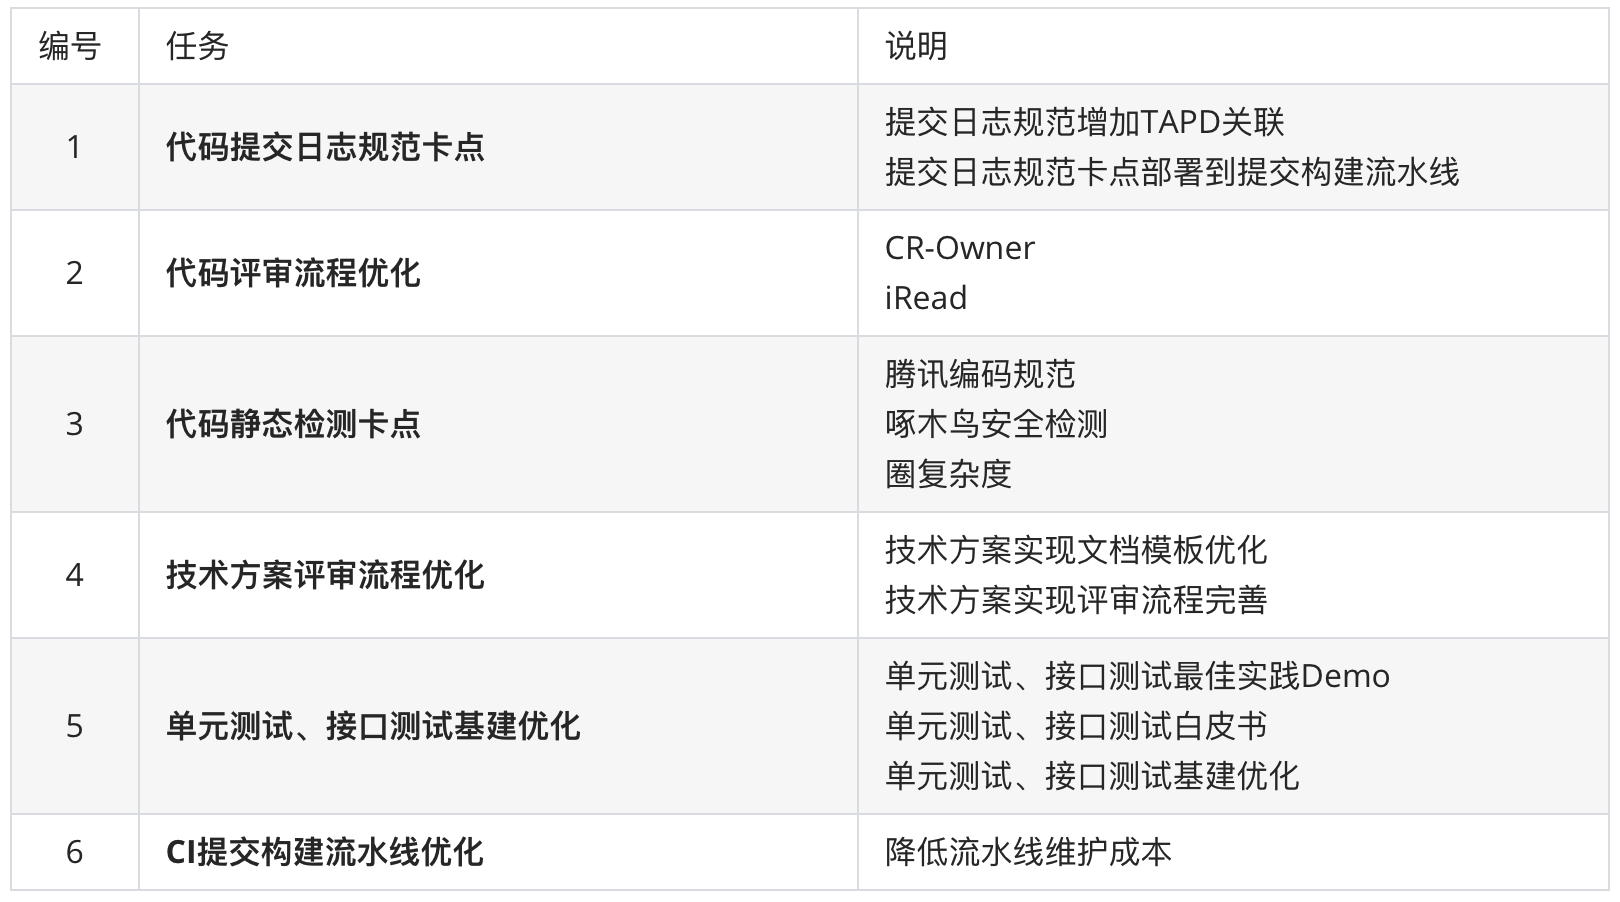 编号 任务 说明
1 代码提交日志规范卡点 提交日志规范增加TAPD关联
提交日志规范卡点部署到提交构建流水线
2 代码评审流程优化 CR-Owner
iRead
3 代码静态检测卡点 腾讯编码规范
啄木鸟安全检测
圈复杂度
4 技术方案评审流程优化 技术方案实现文档模板优化
技术方案实现评审流程完善
5 单元测试、接口测试基建优化 单元测试、接口测试最佳实践Demo
单元测试、接口测试白皮书
单元测试、接口测试基建优化
6 CI提交构建流水线优化 降低流水线维护成本